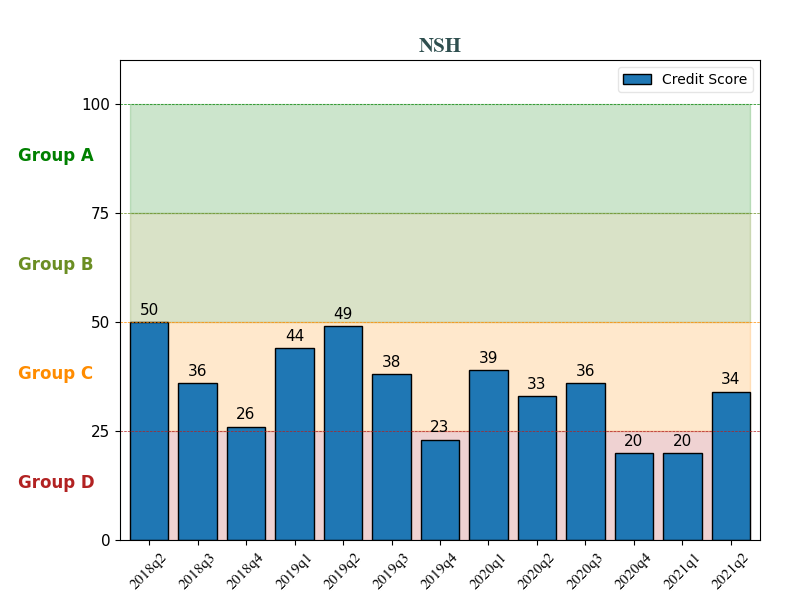 NSH
Credit Score
100
Group A
75
Group B
50
Group C
25
Group D
0
50
36
26
44
49
38
23
39
33
36
20
20
34
2018q2
2018q3
2018q4
2019q1
2019q2
2019q3
2019q4
2020q1
2020q2
2020q3
2020q4
2021q1
2021q2